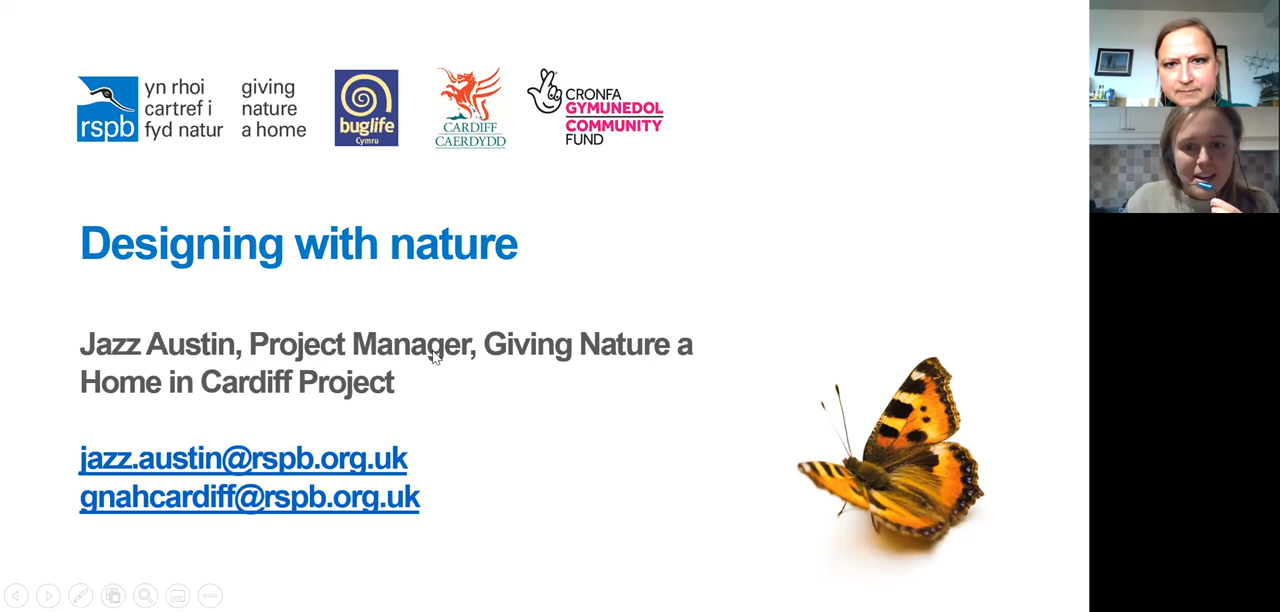 rspb
yn rhoi
cartref i
fyd natur
giving
nature
a home
buglife
Cymru
CARDIFF
CAERDYDD
CRONFA
GYMUNEDOL
COMMUNITY
FUND
Designing with nature
Jazz Austin, Project Manager, Giving Nature a
Home in Cardiff Project
jazz.austin@rspb.org.uk
gnahcardiff@rspb.org.uk